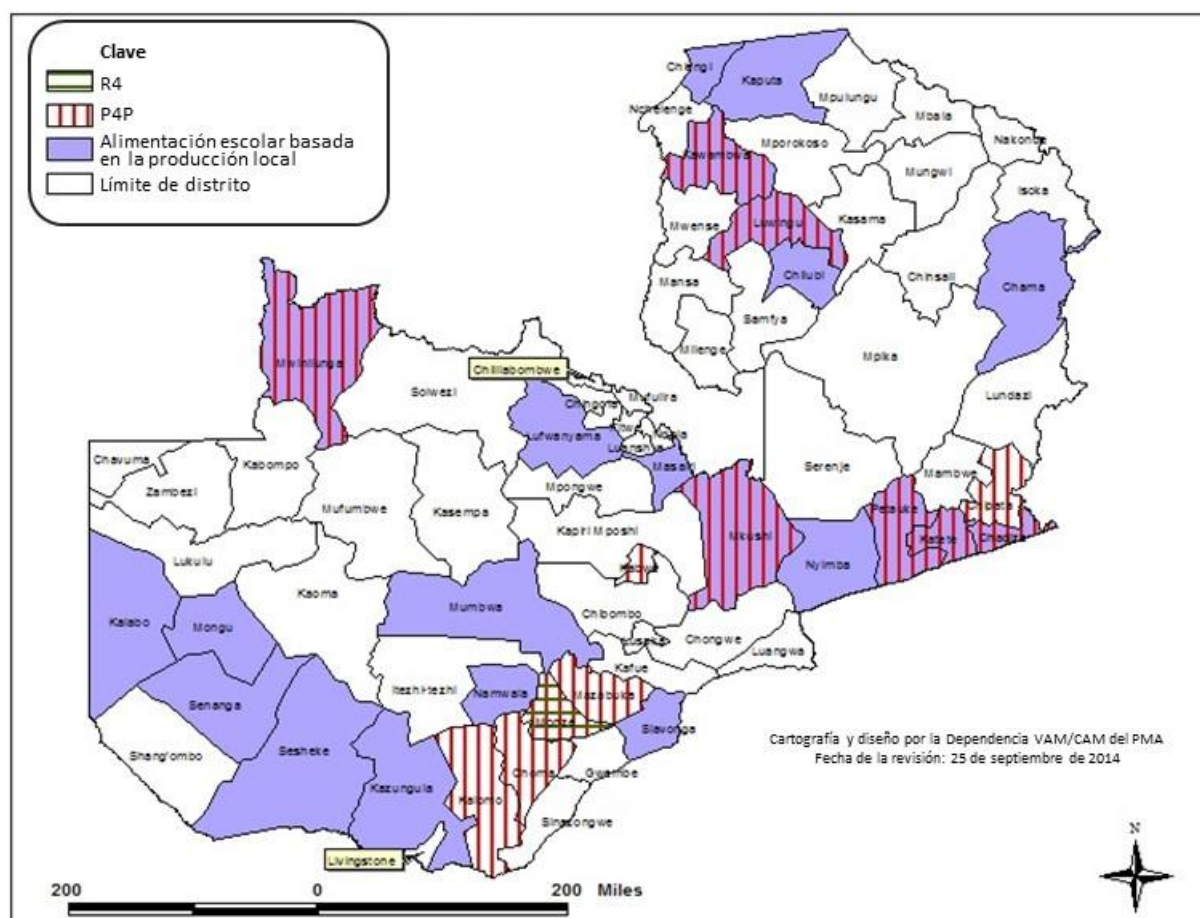 Clave
R4
P4P
Alimentación escolar basada
en la producción local
Límite de distrito
Chiengi
Kaputa
Mpulungu
Nchelenge
Mbala
Mporokoso
Nakonde
Kawambwa
Mungwi
Isoka
Mwense
Luwingu
Kasama
Chilubi
Chinsali
Chama
Mansa
Samfya
Milenge
Mpika
Mwinilunga
Chililabombwe
Solwezi
Mufulira
Lundazi
Lufwanyama
Luanshya
Chavuma
Kabompo
Masaiti
Serenje
Mambwe
Zambezi
Mpongwe
Mufumbwe
Kasempa
Petauke
Chipata
Kapiri Mposhi
Mkushi
Katete
Chadiza
Lukulu
Kabwe
Nyimba
Kaoma
Mumbwa
Chibombo
Kalabo
Mongu
Lusaka
Chongwe
Luangwa
Kafue
Itezhi-tezhi
Namwala
Mazabuka
Senanga
Monze
Siavonga
Shang'ombo
Sesheke
Choma
Gwembe
Kazungula
Kalomo
Sinazongwe
Livingstone
Cartografía y diseño por la Dependencia VAM/CAM del PMA
Fecha de la revisión: 25 de septiembre de 2014
N
200 0 200 Miles